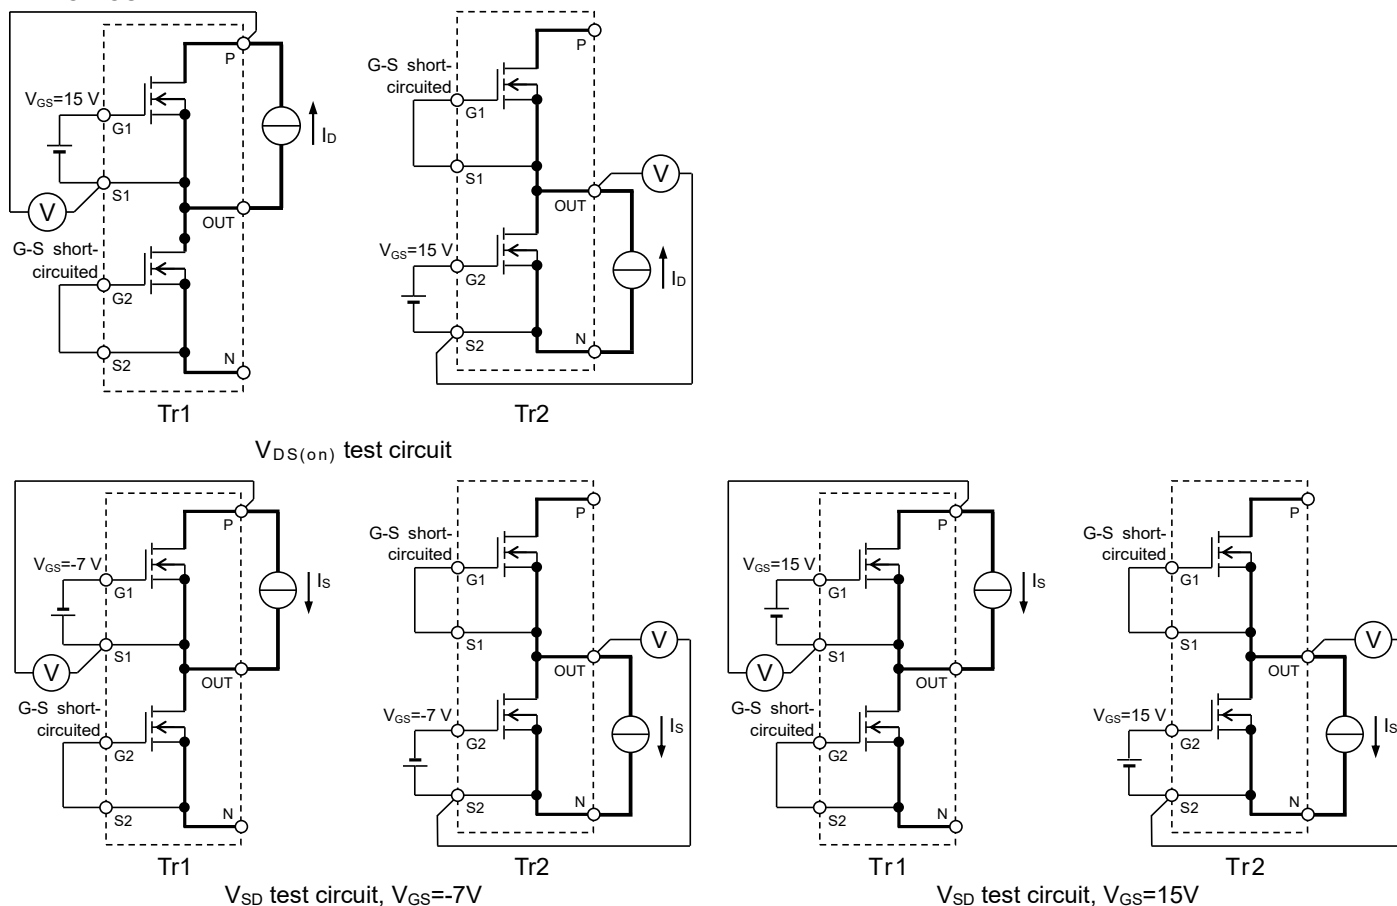 P
VGS=15 V
G1
ID
S1
V
OUT
G-S short-
circuited
G2
S2
N
Tr1
P
G-S short-
circuited
G1
S1
V
OUT
VGS=15 V
G2
ID
S2
N
Tr2
VDS(on) test circuit
P
VGS=-7 V
G1
IS
S1
V
OUT
G-S short-
circuited
G2
S2
N
Tr1
P
G-S short-
circuited
G1
S1
V
OUT
VGS=-7 V
G2
IS
S2
N
Tr2
VSD test circuit, VGS=-7V
P
VGS=15 V
G1
IS
S1
V
OUT
G-S short-
circuited
G2
S2
N
Tr1
P
G-S short-
circuited
G1
S1
V
OUT
VGS=15 V
G2
IS
S2
N
Tr2
VSD test circuit, VGS=15V